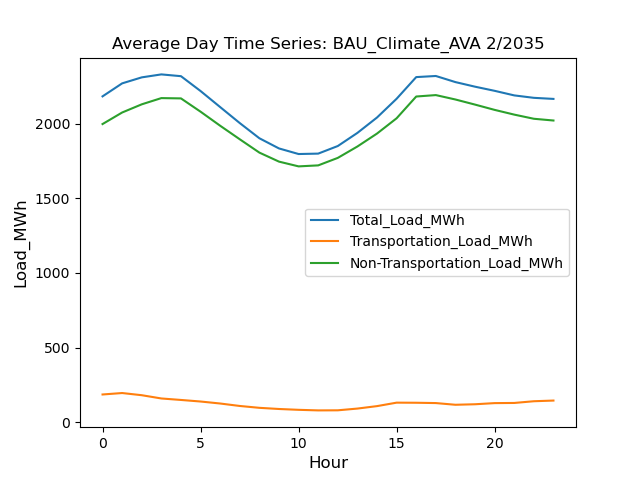 Average Day Time Series: BAU_Climate_AVA 2/2035
Load_MWh
2000
1500
1000
500
0
Total_Load_MWh
Transportation_Load_MWh
Non-Transportation_Load_MWh
0 5 10 15 20
Hour